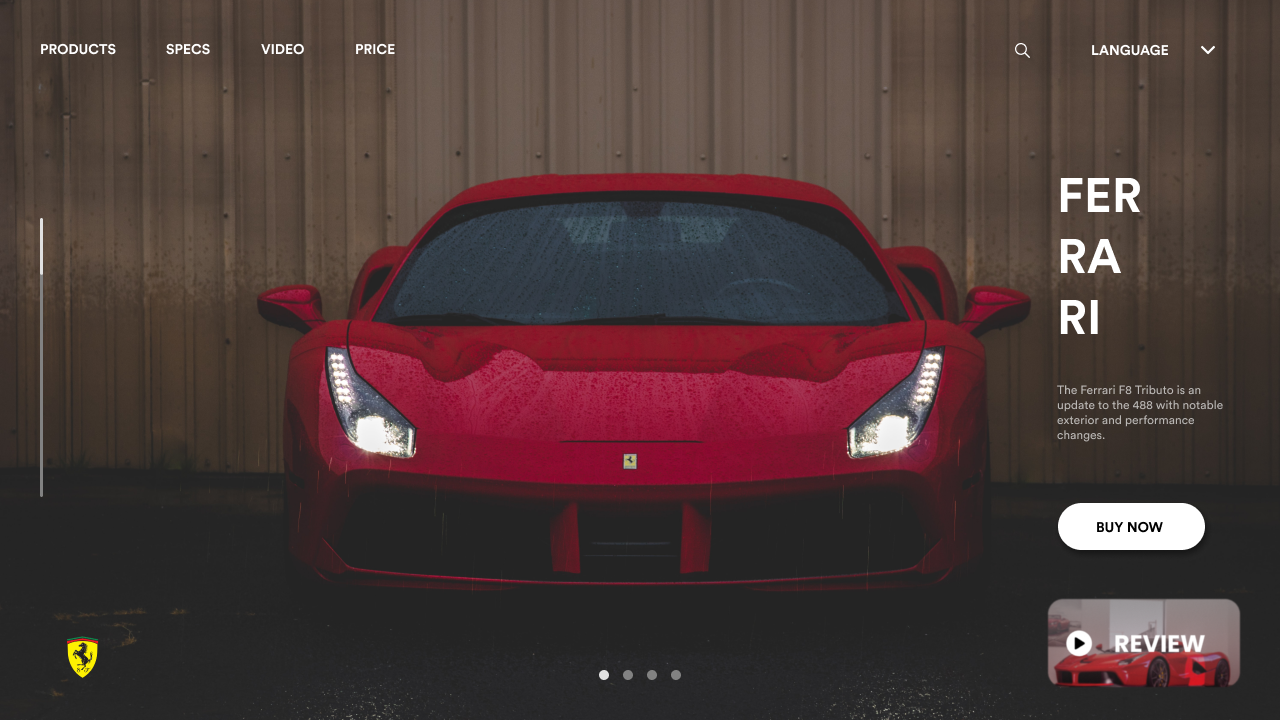 PRODUCTS SPECS VIDEO PRICE LANGUAGE
FER
RA
RI
The Ferrari F8 Tributo is an
update to the 488 with notable
exterior and performance
changes.
BUY NOW
REVIEW